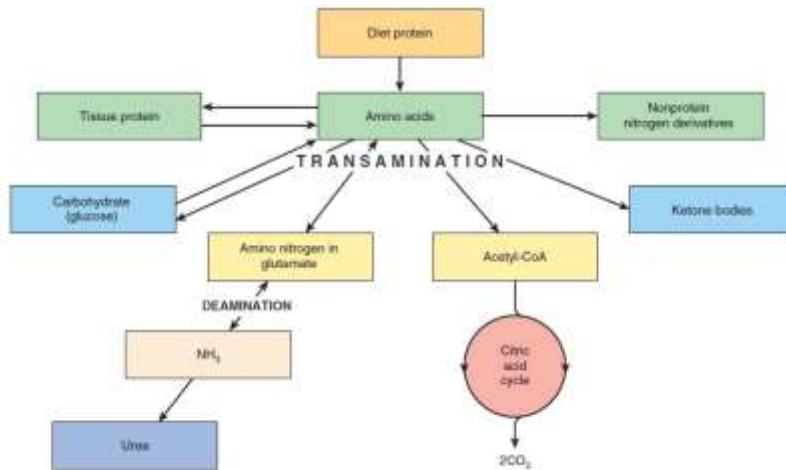 Diet protein
Tissue protein
Amino acids
Nonprotein
nitrogen derivatives
TRANSAMINATION
Carbohydrate
(glucose)
Ketone bodies
Amino nitrogen in
glutamate
Acetyl-CoA
DEAMINATION
NH₃
Citric
acid
cycle
Urea
2CO₂